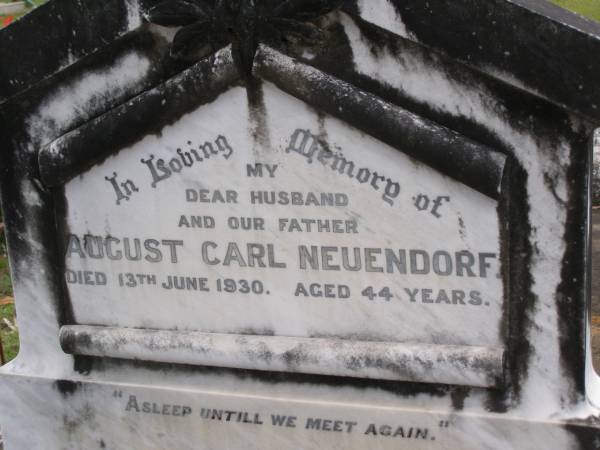 In Loving Memory of
MY
DEAR HUSBAND
AND OUR FATHER
AUGUST CARL NEUENDORF.
DIED 13TH JUNE 1930. AGED 44 YEARS.
"ASLEEP UNTILL WE MEET AGAIN."